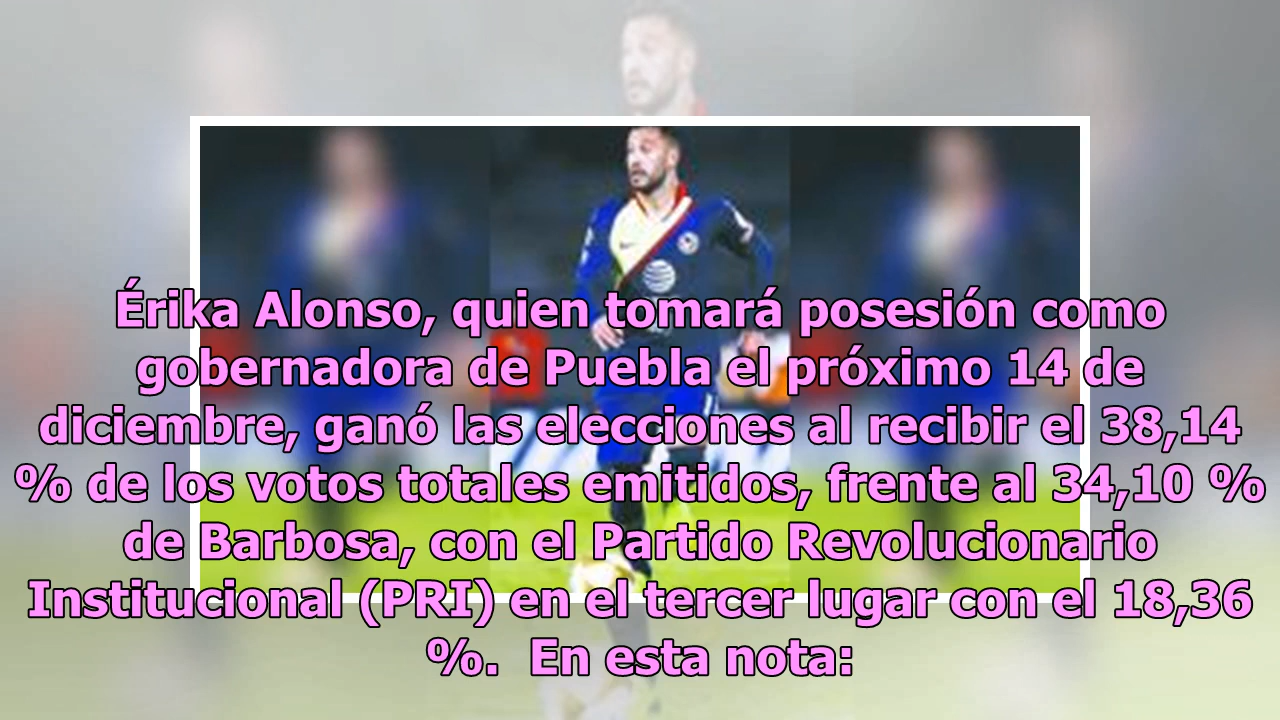 Érika Alonso, quien tomará posesión como
gobernadora de Puebla el próximo 14 de
diciembre, ganó las elecciones al recibir el 38,14
% de los votos totales emitidos, frente al 34,10 %
de Barbosa, con el Partido Revolucionario
Institucional (PRI) en el tercer lugar con el 18,36
%.  En esta nota: